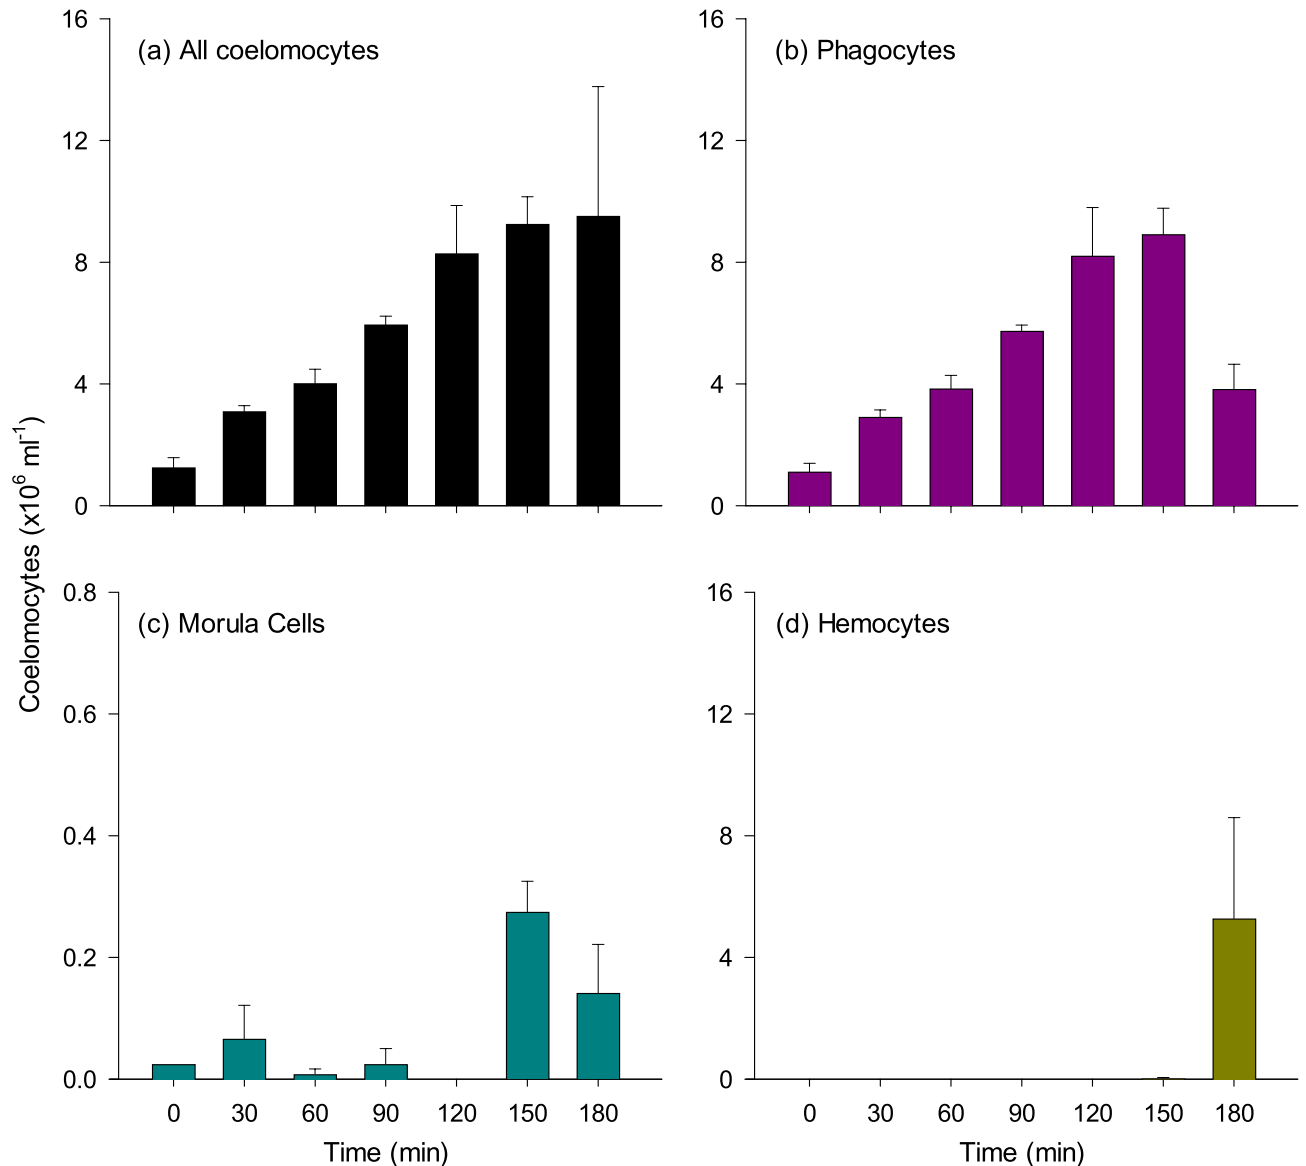 16
12
8
4
0
(a) All coelomocytes
16
12
8
4
0
(b) Phagocytes
Coelomocytes (x10⁶ ml⁻¹)
0.8
0.6
0.4
0.2
0.0
(c) Morula Cells
0 30 60 90 120 150 180
Time (min)
16
12
8
4
0
(d) Hemocytes
0 30 60 90 120 150 180
Time (min)